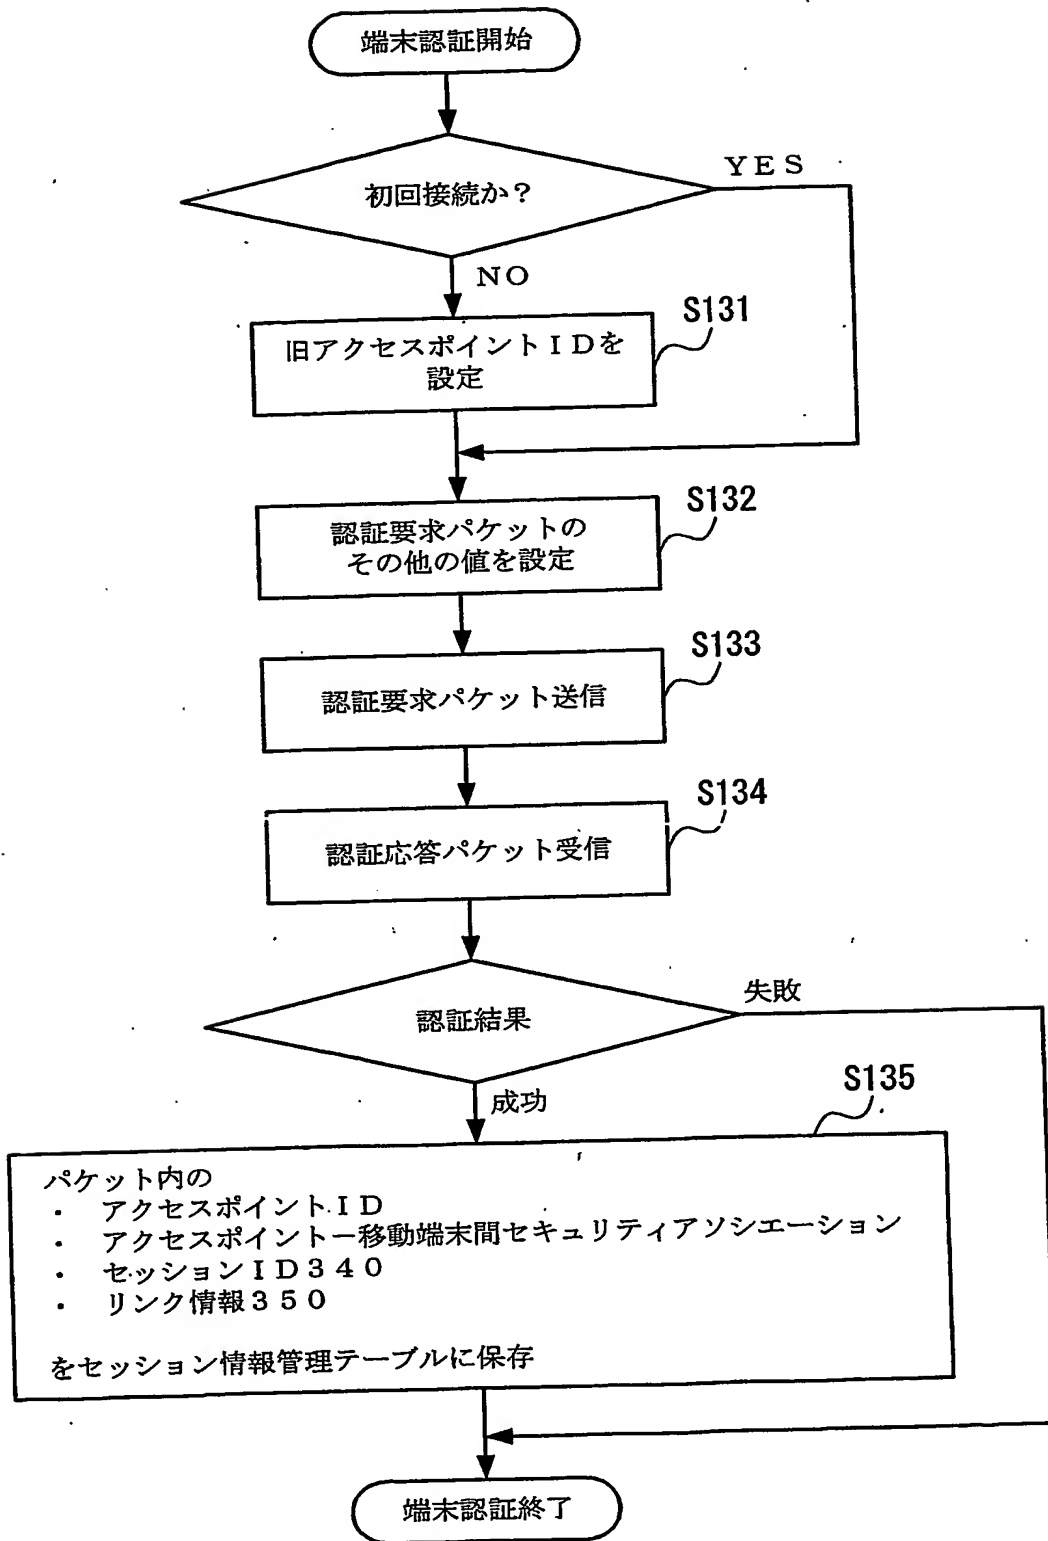 端末認証開始
初回接続か?
YES
NO
S131
旧アクセスポイントIDを
設定
S132
認証要求パケットの
その他の値を設定
S133
認証要求パケット送信
S134
認証応答パケット受信
認証結果
失敗
成功
S135
パケット内の
・ アクセスポイントID
・ アクセスポイントー移動端末間セキュリティアソシエーション
・ セッションID340
・ リンク情報350
をセッション情報管理テーブルに保存
端末認証終了